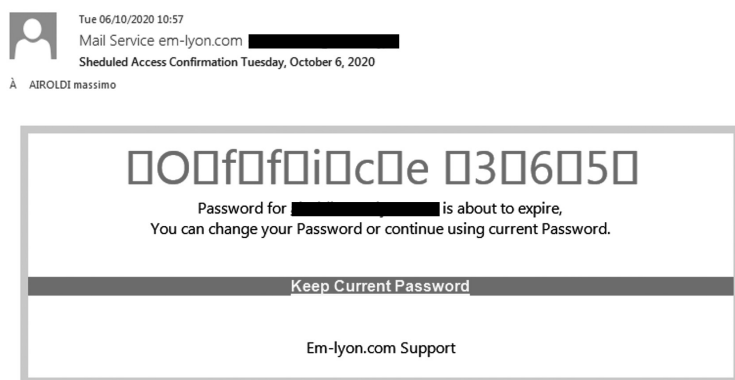 Tue 06/10/2020 10:57
Mail Service em-lyon.com
Sheduled Access Confirmation Tuesday, October 6, 2020
À AIROLDI massimo
▯O▯f▯f▯i▯c▯e ▯3▯6▯5▯
Password for is about to expire,
You can change your Password or continue using current Password.
Keep Current Password
Em-lyon.com Support